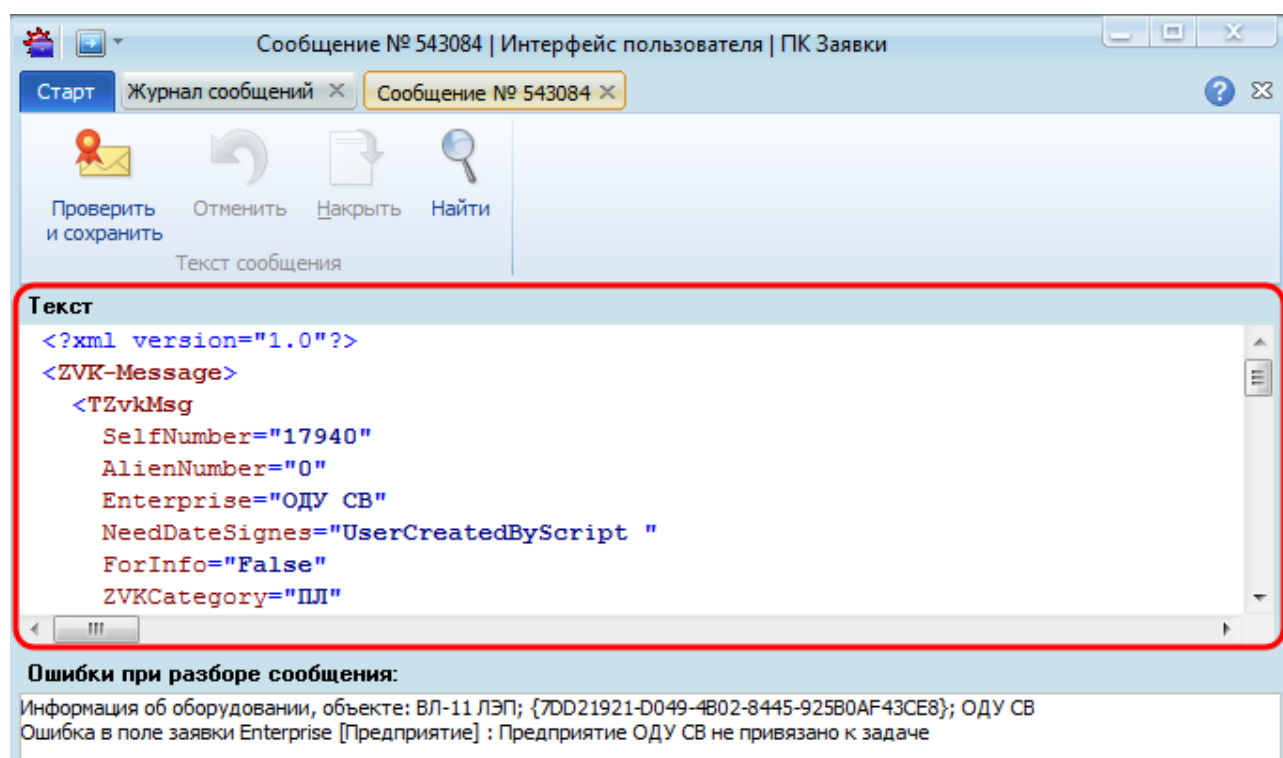 Сообщение № 543084 | Интерфейс пользователя | ПК Заявки
Старт Журнал сообщений Сообщение № 543084
Проверить и сохранить
Отменить
Накрыть
Найти
Текст сообщения
Текст
<?xml version="1.0"?>
<ZVK-Message>
<TZvkMsg
SelfNumber="17940"
AlienNumber="0"
Enterprise="ОДУ СВ"
NeedDateSignes="UserCreatedByScript "
ForInfo="False"
ZVKCategory="ПЛ"
Ошибки при разборе сообщения:
Информация об оборудовании, объекте: ВЛ-11 ЛЭП; {7DD21921-D049-4B02-8445-925B0AF43CE8}; ОДУ СВ
Ошибка в поле заявки Enterprise [Предприятие] : Предприятие ОДУ СВ не привязано к задаче